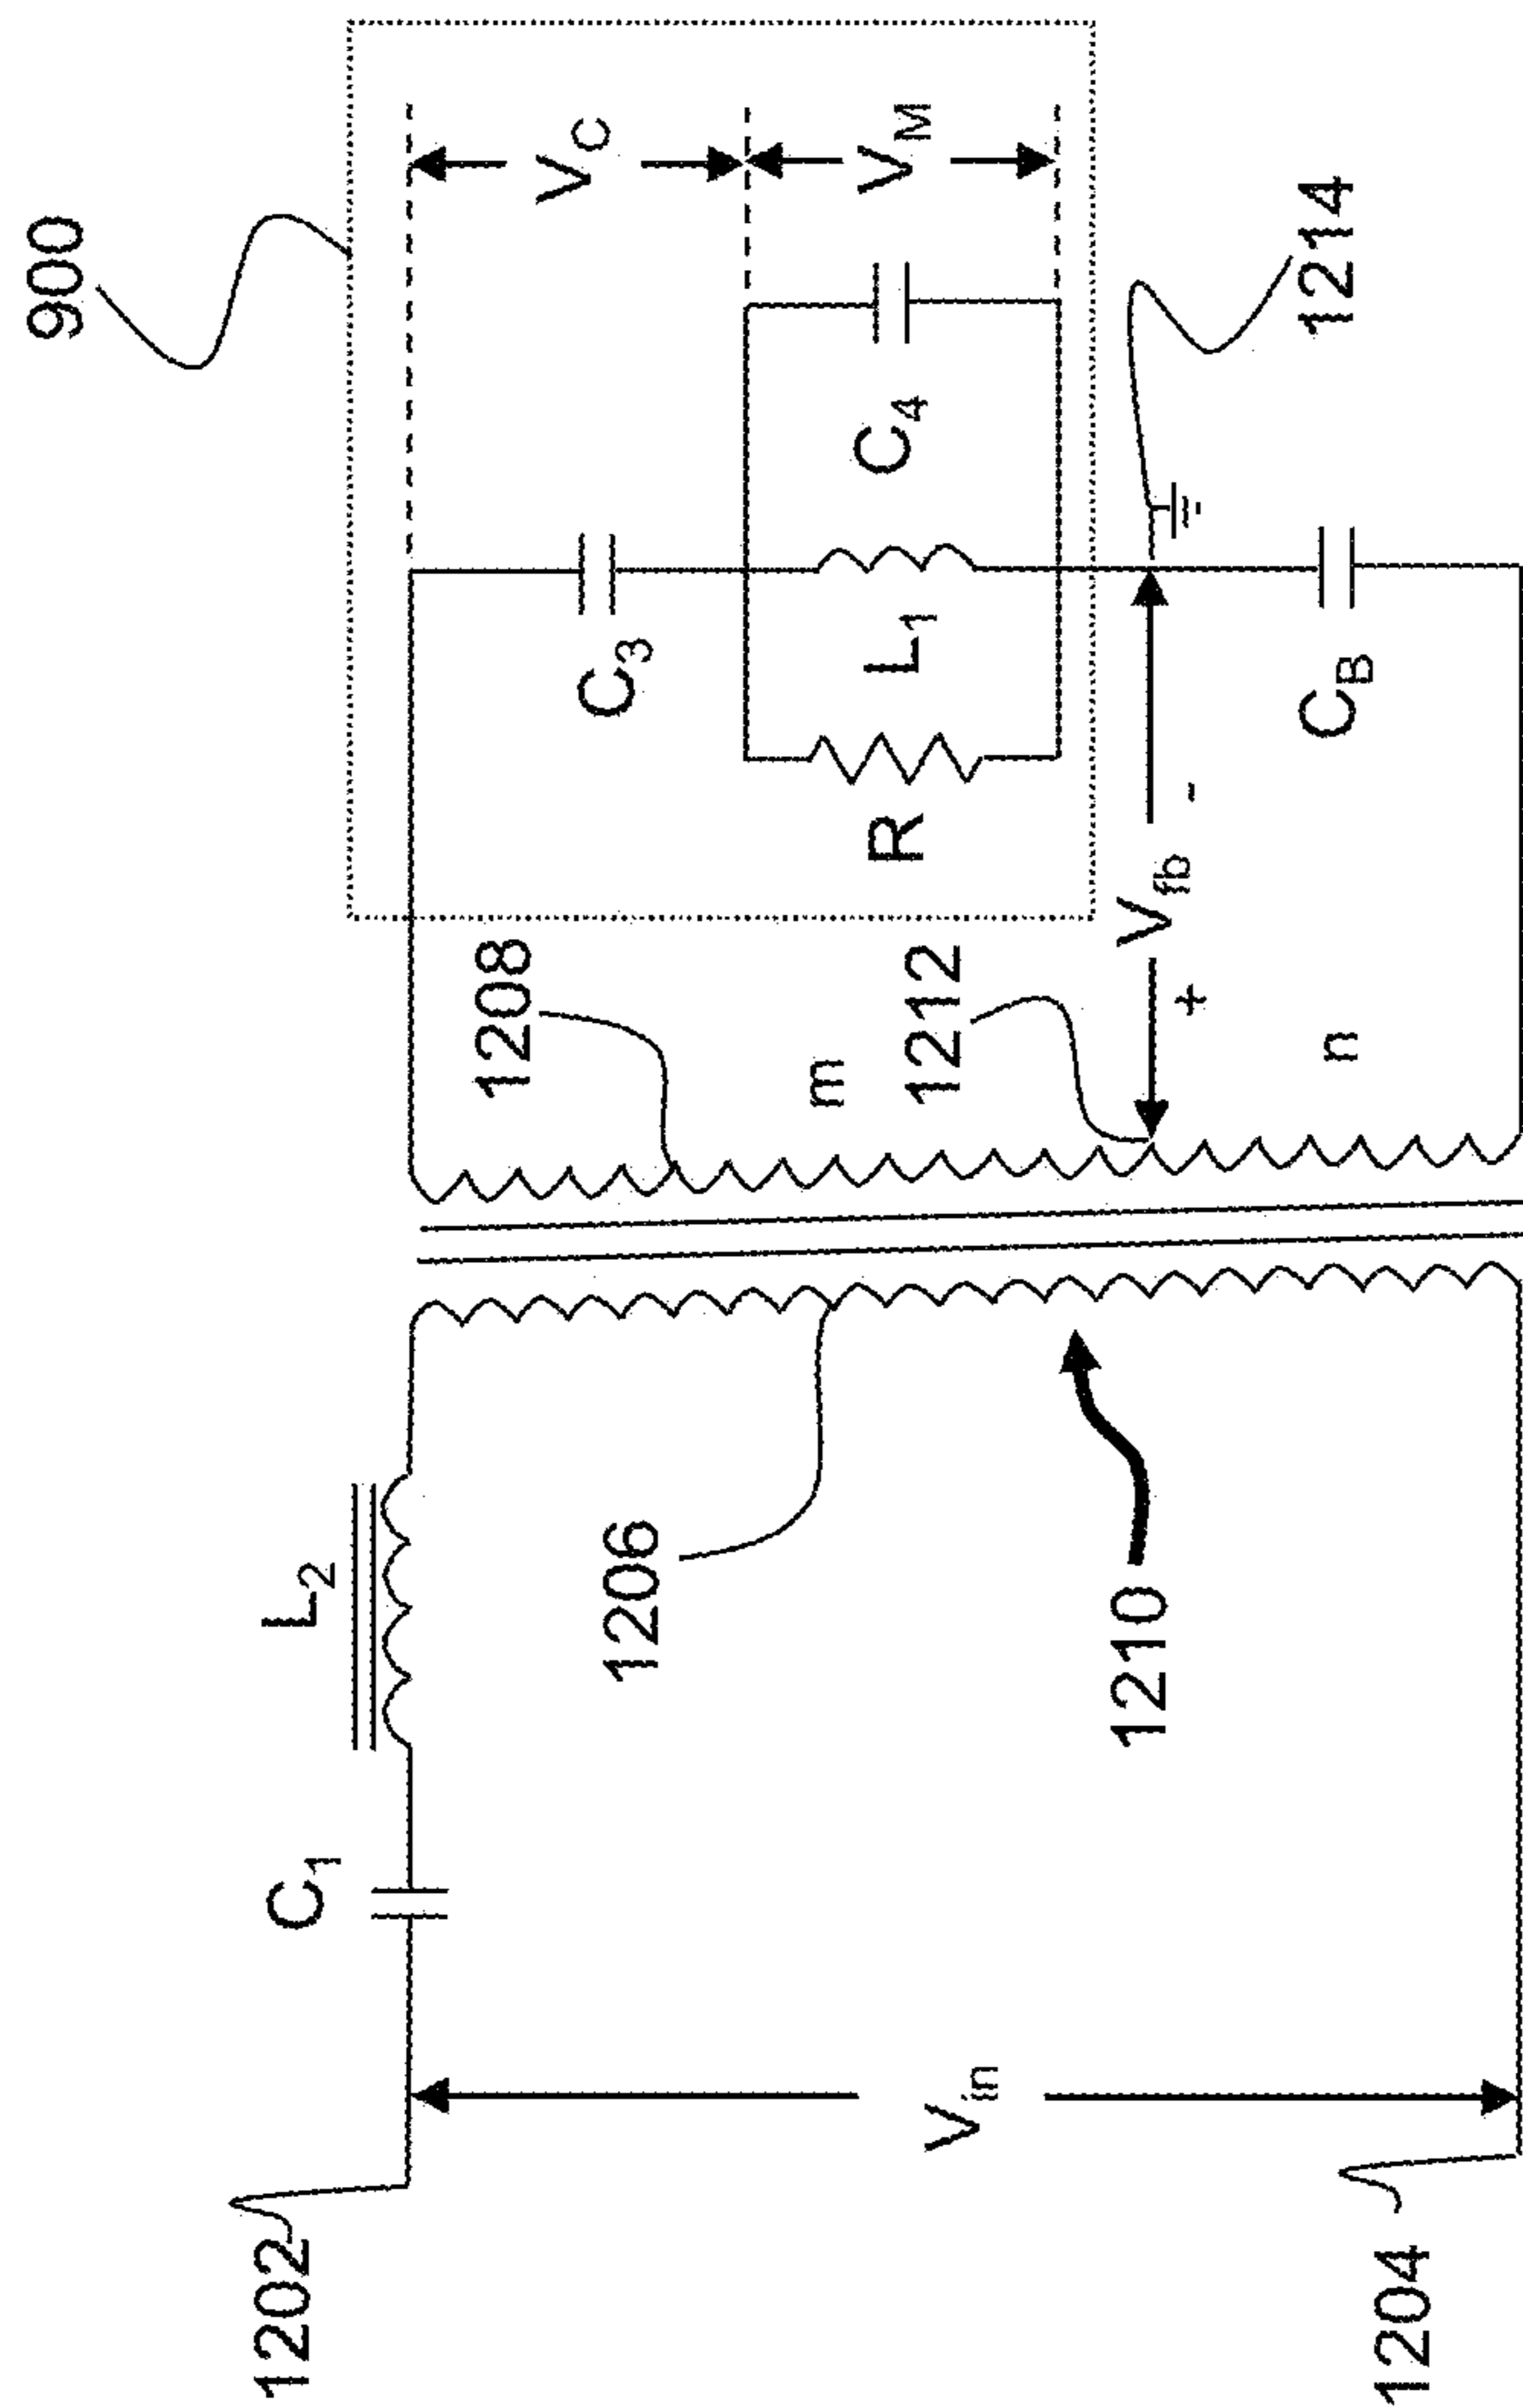 900
V_C
V_M
1214
C_3
C_4
L_1
R
C_B
V_fb
+
-
1208
1212
m
n
L_2
C_1
1206
1210
V_in
1202
1204